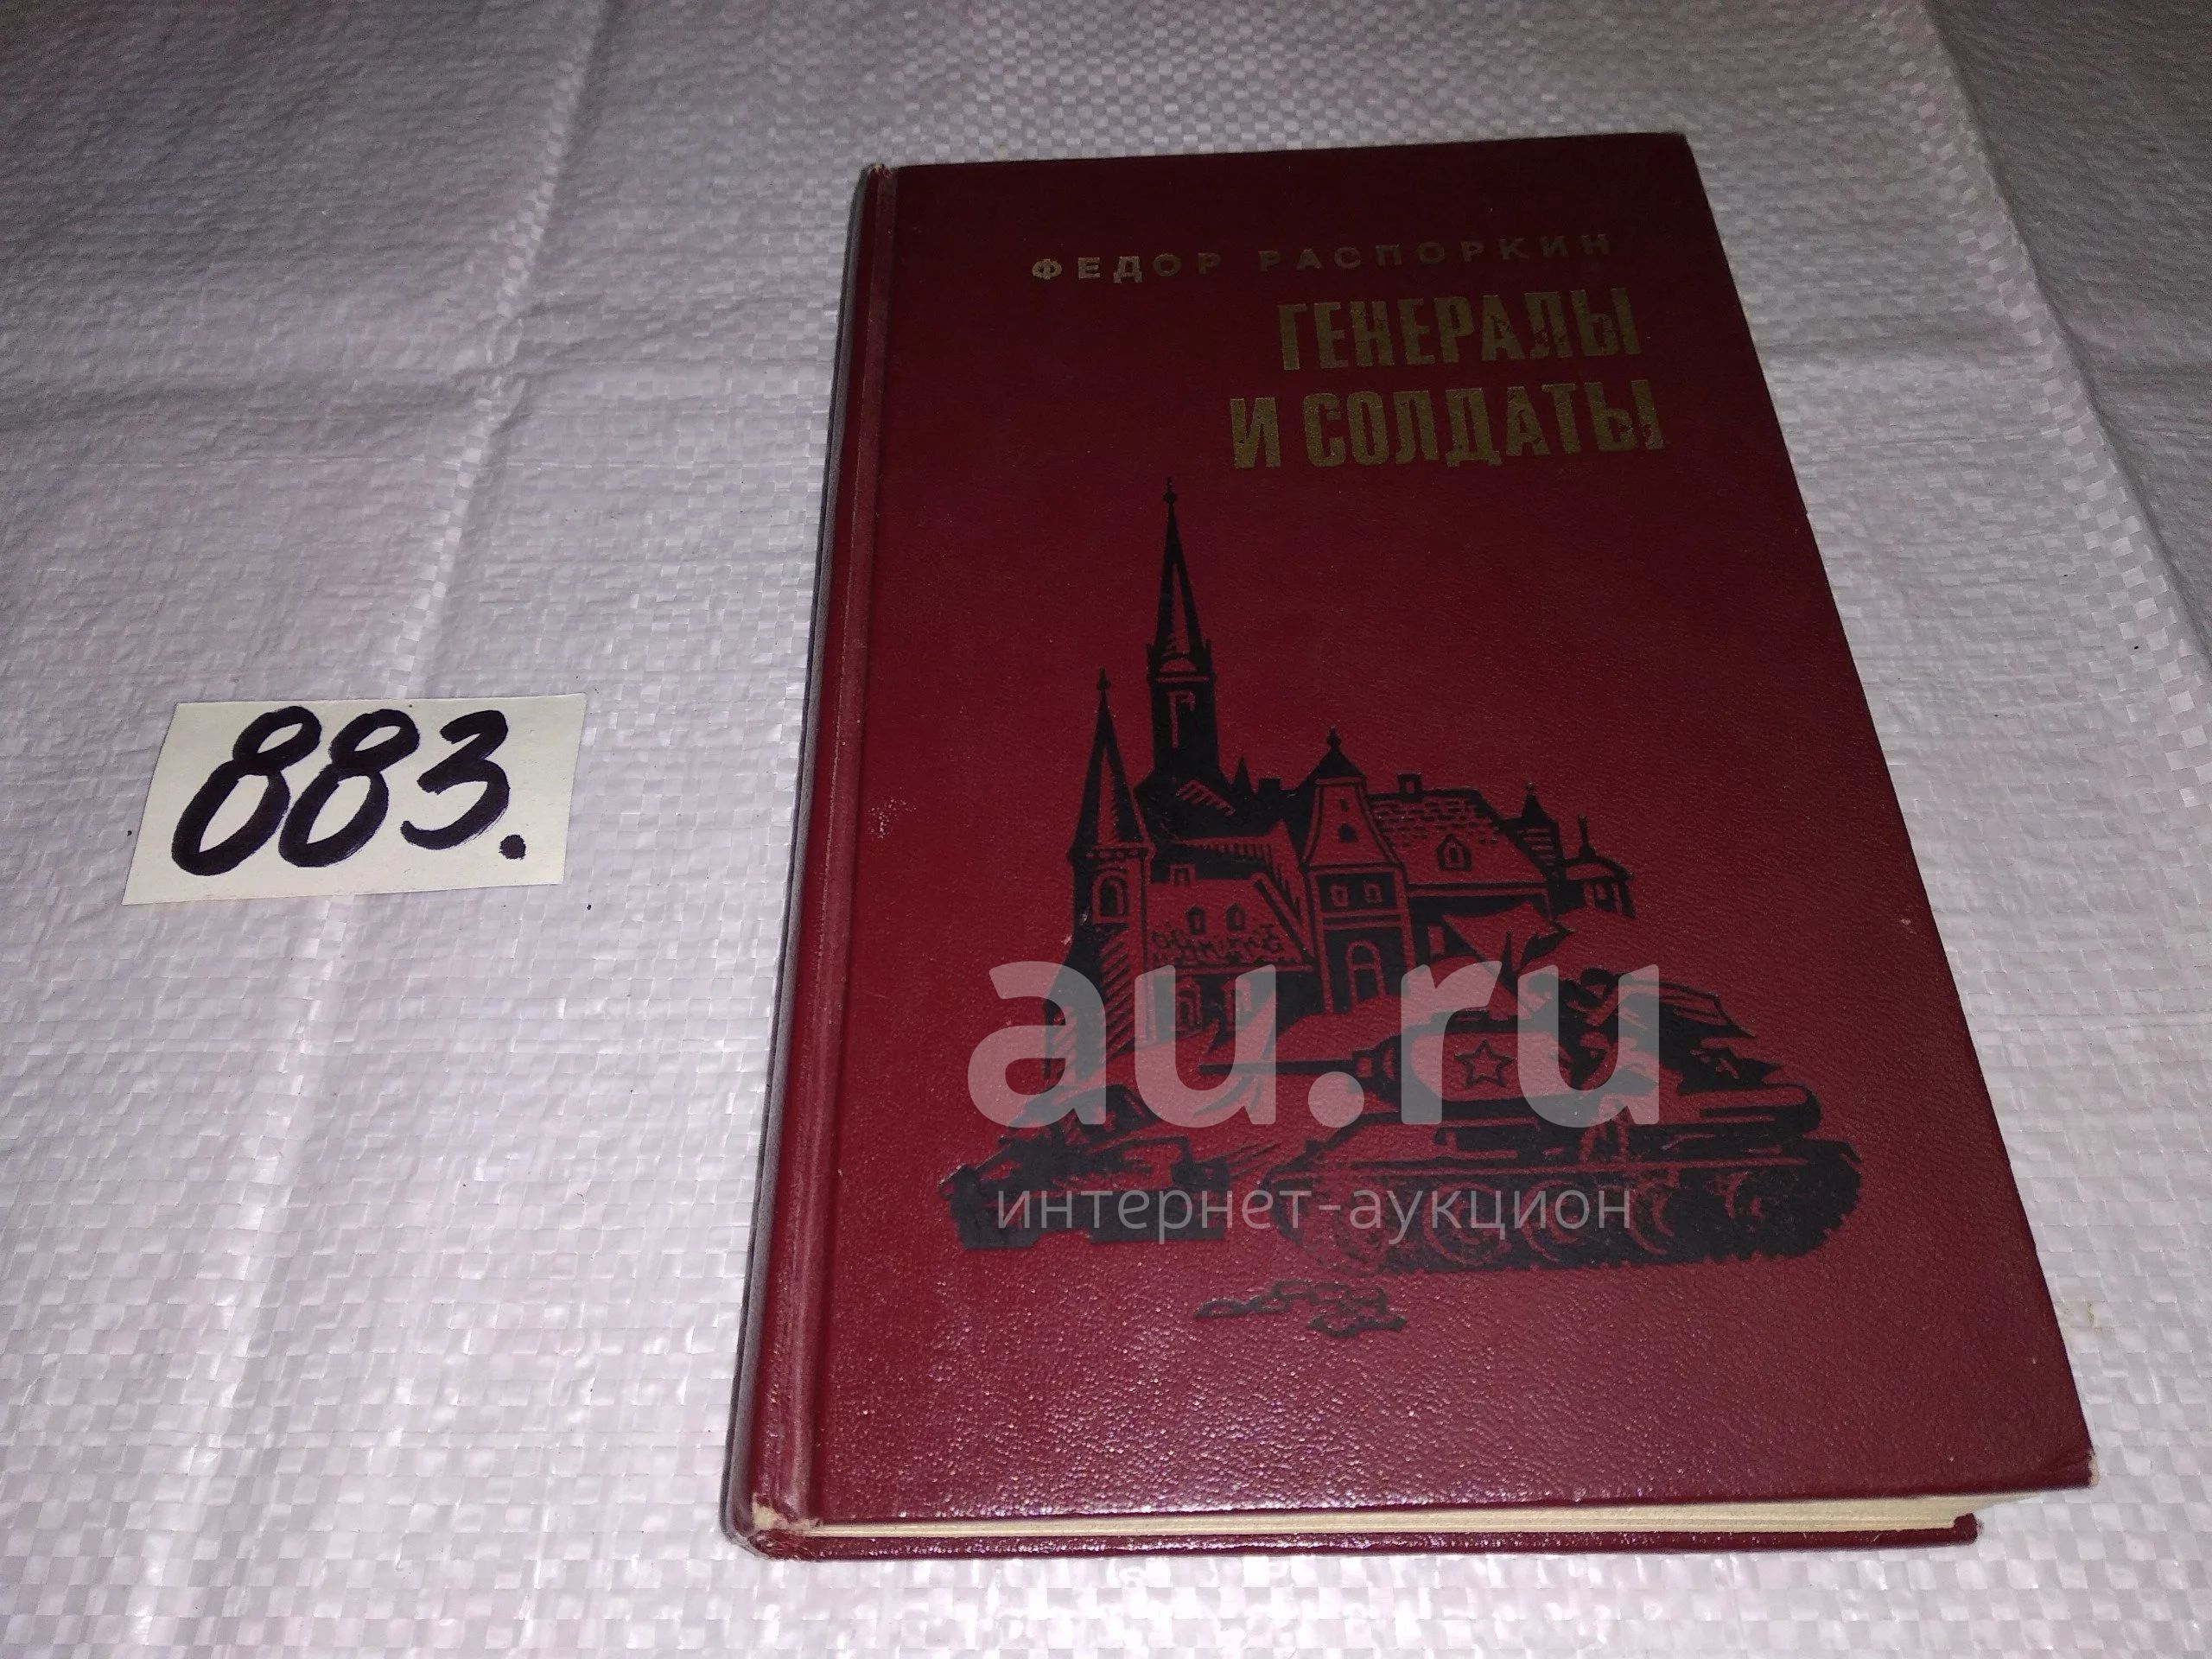 ФЕДОР РАСПОРКИН
ГЕНЕРАЛЫ
И СОЛДАТЫ
883.
au.ru
интернет-аукцион